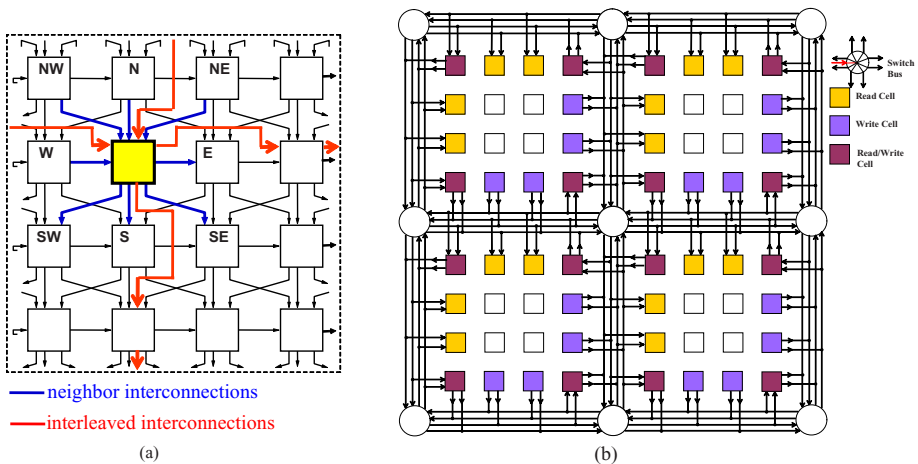 NW
N
NE
W
E
SW
S
SE
neighbor interconnections
interleaved interconnections
(a)
Switch
Bus
Read Cell
Write Cell
Read/Write
Cell
(b)